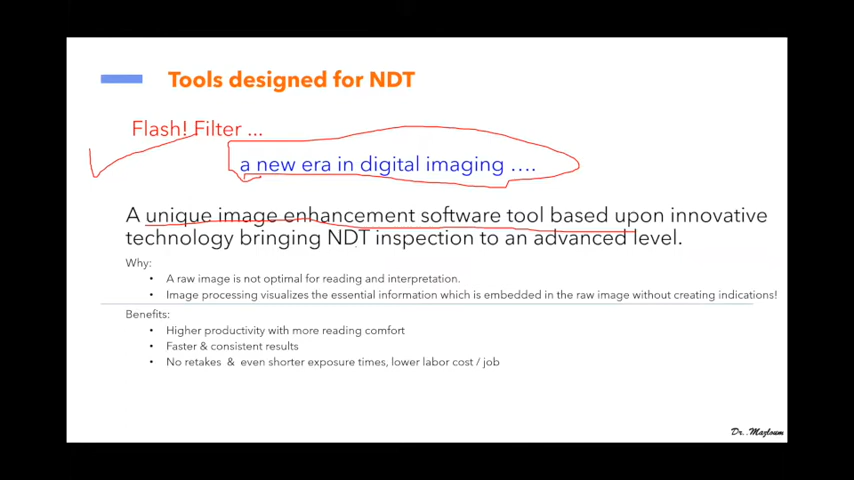 Tools designed for NDT
Flash! Filter ...
a new era in digital imaging ....
A unique image enhancement software tool based upon innovative
technology bringing NDT inspection to an advanced level.
Why:
• A raw image is not optimal for reading and interpretation.
• Image processing visualizes the essential information which is embedded in the raw image without creating indications!
Benefits:
• Higher productivity with more reading comfort
• Faster & consistent results
• No retakes & even shorter exposure times, lower labor cost / job
Dr. .Mazloum